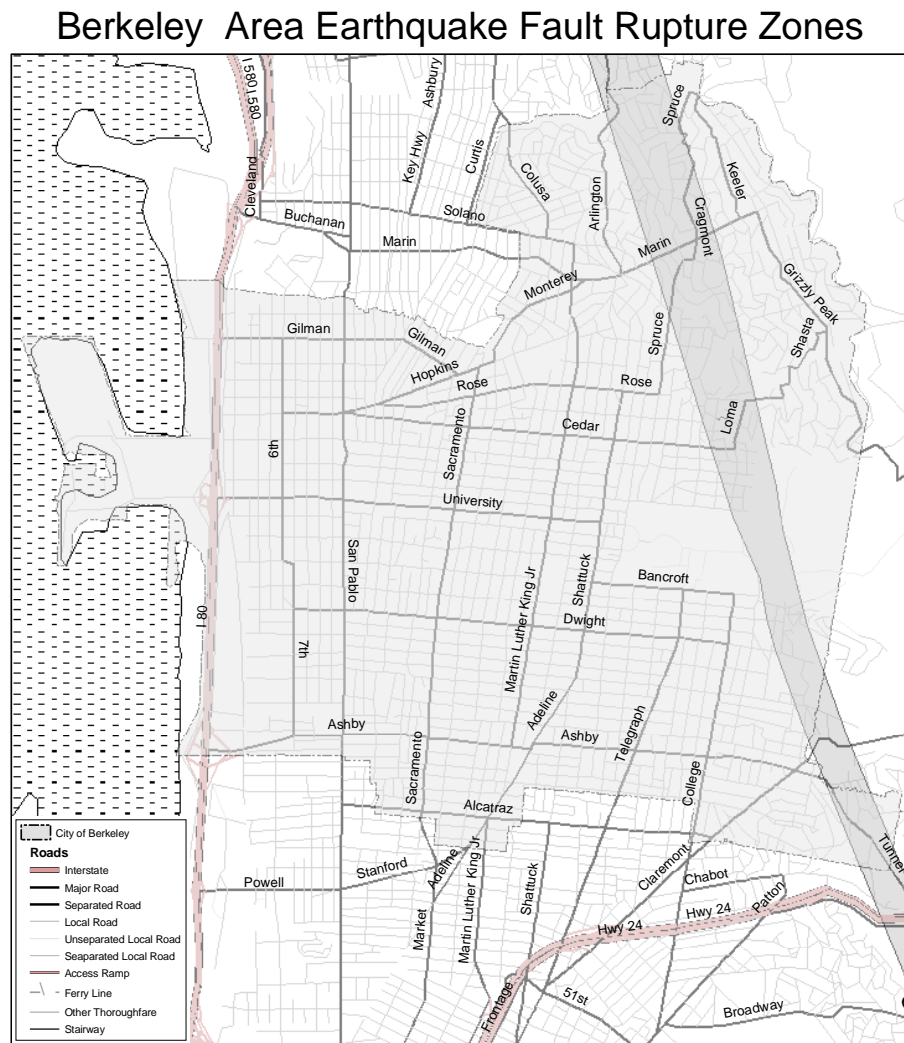 Berkeley Area Earthquake Fault Rupture Zones
I 580
I 580
Ashbury
Spruce
Key Hwy
Curtis
Colusa
Keeler
Cleveland
Arlington
Buchanan
Solano
Cragmont
Marin
Marin
Monterey
Grizzly Peak
Gilman
Gilman
Spruce
Shasta
Hopkins
Rose
Rose
Loma
Cedar
6th
Sacramento
University
San Pablo
Shattuck
Bancroft
Martin Luther King Jr
I 80
Dwight
7th
Adeline
Telegraph
Ashby
Ashby
Sacramento
College
Alcatraz
Tunnel
Claremont
Stanford
Adeline
Martin Luther King Jr
Shattuck
Chabot
Powell
Patton
Market
Hwy 24
Hwy 24
Frontage
51st
Broadway
City of Berkeley
Roads
Interstate
Major Road
Separated Road
Local Road
Unseparated Local Road
Seaparated Local Road
Access Ramp
Ferry Line
Other Thoroughfare
Stairway